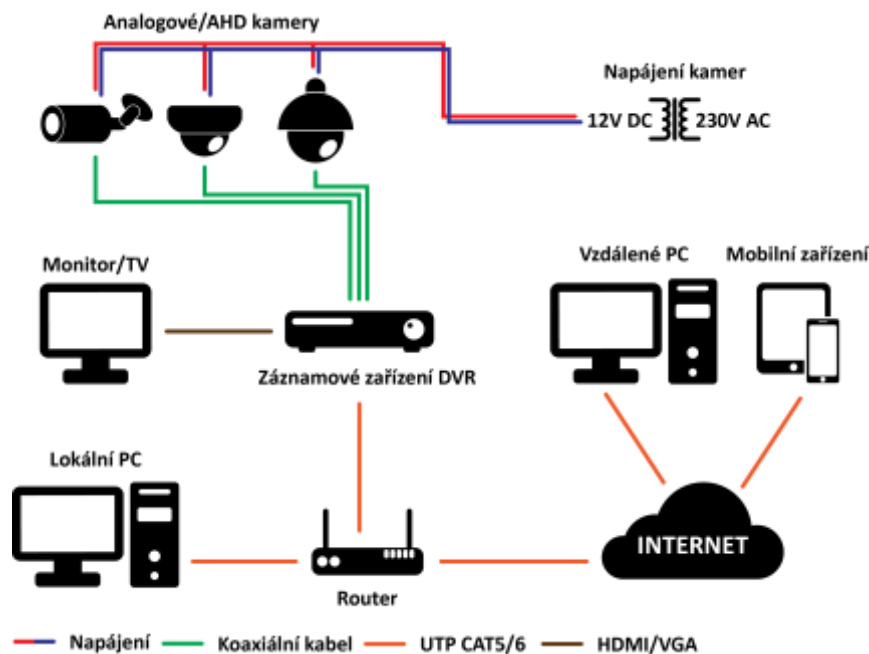 Analogové/AHD kamery
Napájení kamer
12V DC 230V AC
Monitor/TV
Vzdálené PC
Mobilní zařízení
Záznamové zařízení DVR
Lokální PC
INTERNET
Router
Napájení
Koaxiální kabel
UTP CAT5/6
HDMI/VGA